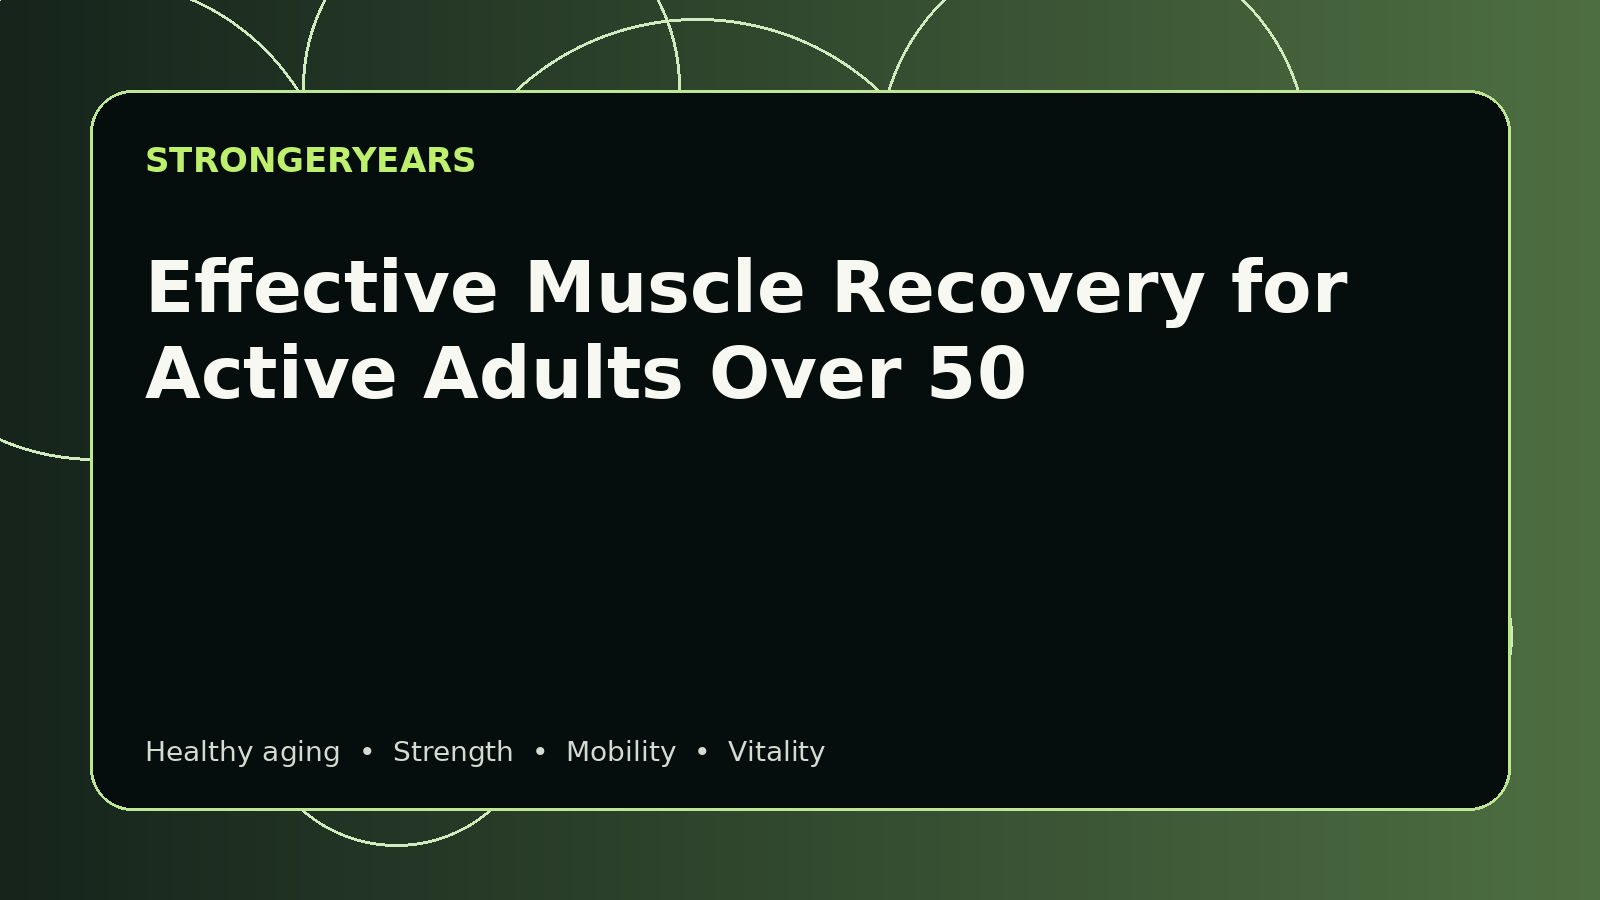 STRONGERYEARS
Effective Muscle Recovery for
Active Adults Over 50
Healthy aging • Strength • Mobility • Vitality